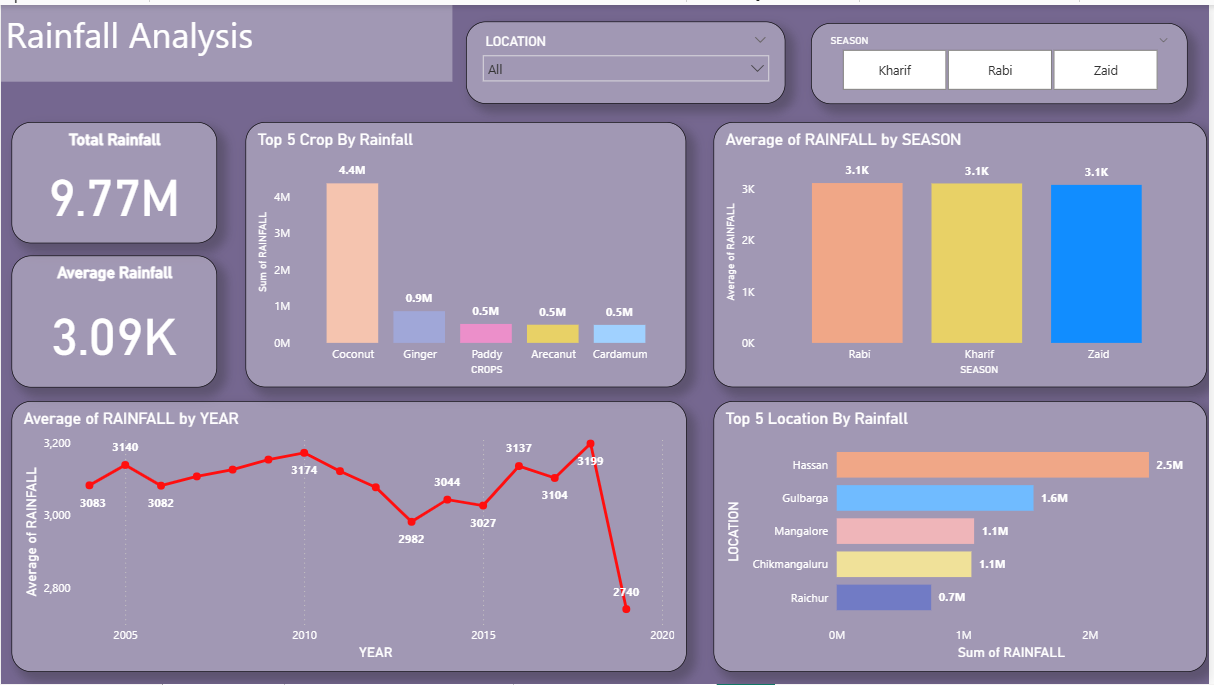 Rainfall Analysis
LOCATION
All
SEASON
Kharif
Rabi
Zaid
Total Rainfall
9.77M
Average Rainfall
3.09K
Top 5 Crop By Rainfall
Sum of RAINFALL
4M
3M
2M
1M
0M
4.4M
0.9M
0.5M
0.5M
0.5M
Coconut
Ginger
Paddy
Arecanut
Cardamum
CROPS
Average of RAINFALL by SEASON
Average of RAINFALL
3K
2K
1K
0K
3.1K
3.1K
3.1K
Rabi
Kharif
Zaid
SEASON
Average of RAINFALL by YEAR
Average of RAINFALL
3,200
3,000
2,800
3083
3140
3082
3174
2982
3044
3027
3137
3104
3199
2740
2005
2010
2015
2020
YEAR
Top 5 Location By Rainfall
LOCATION
Hassan
2.5M
Gulbarga
1.6M
Mangalore
1.1M
Chikmangaluru
1.1M
Raichur
0.7M
0M
1M
2M
Sum of RAINFALL